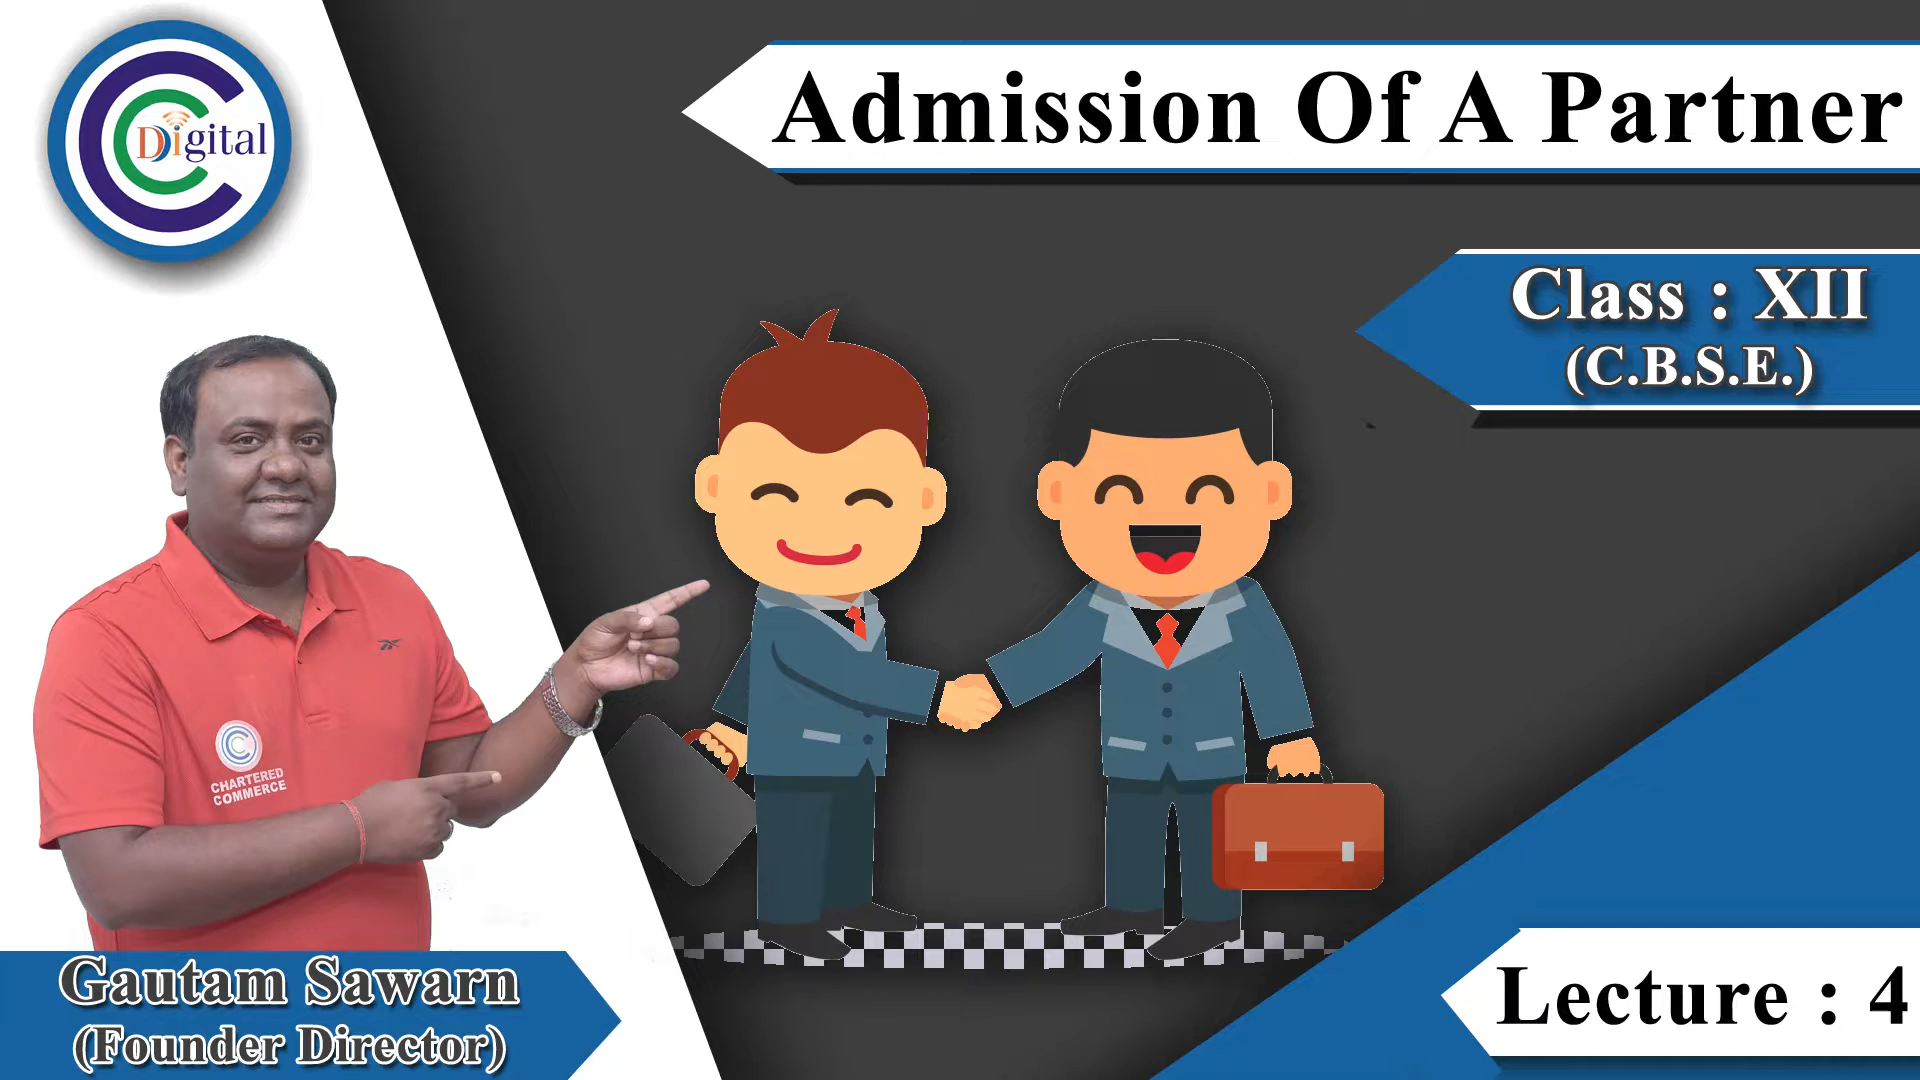 Digital
Admission Of A Partner
Class : XII
(C.B.S.E.)
CHARTERED
COMMERCE
Gautam Sawarn
(Founder Director)
Lecture : 4